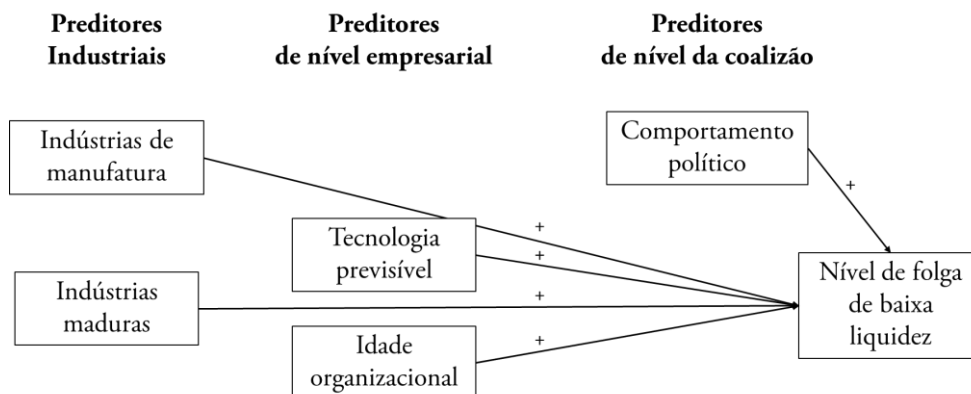 Preditores
Industriais
Preditores
de nível empresarial
Preditores
de nível da coalizão
Indústrias de
manufatura
Comportamento
político
+
Tecnologia
previsível
+
+
Nível de folga
de baixa
liquidez
Indústrias
maduras
+
Idade
organizacional
+